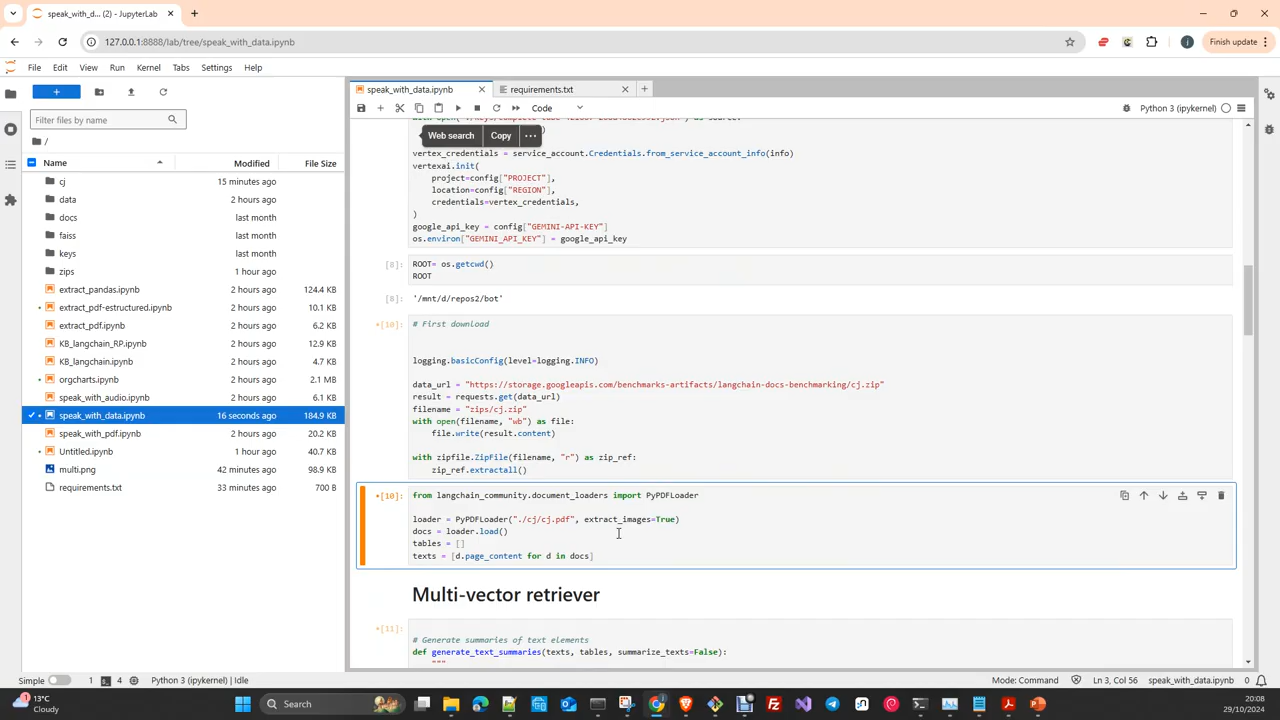 speak_with_d... (2) - JupyterLab
127.0.0.1:8888/lab/tree/speak_with_data.ipynb
Finish update
File Edit View Run Kernel Tabs Settings Help
speak_with_data.ipynb
requirements.txt
Code
Python 3 (ipykernel)
Filter files by name
/
Name Modified File Size
cj 15 minutes ago
data 2 hours ago
docs last month
faiss last month
keys last month
zips 1 hour ago
extract_pandas.ipynb 2 hours ago 124.4 KB
extract_pdf-estructured.ipynb 2 hours ago 10.1 KB
extract_pdf.ipynb 2 hours ago 6.2 KB
KB_langchain_RP.ipynb 2 hours ago 12.9 KB
KB_langchain.ipynb 2 hours ago 4.7 KB
orgcharts.ipynb 2 hours ago 2.1 MB
speak_with_audio.ipynb 2 hours ago 6.1 KB
speak_with_data.ipynb 16 seconds ago 184.9 KB
speak_with_pdf.ipynb 2 hours ago 20.2 KB
Untitled.ipynb 1 hour ago 40.7 KB
multi.png 42 minutes ago 98.9 KB
requirements.txt 33 minutes ago 700 B
Web search Copy ...
vertex_credentials = service_account.Credentials.from_service_account_info(info)
vertexai.init(
project=config["PROJECT"],
location=config["REGION"],
credentials=vertex_credentials,
)
google_api_key = config["GEMINI-API-KEY"]
os.environ["GEMINI_API_KEY"] = google_api_key
[8]: ROOT= os.getcwd()
ROOT
[8]: '/mnt/d/repos2/bot'
[10]: # First download
logging.basicConfig(level=logging.INFO)
data_url = "https://storage.googleapis.com/benchmarks-artifacts/langchain-docs-benchmarking/cj.zip"
result = requests.get(data_url)
filename = "zips/cj.zip"
with open(filename, "wb") as file:
file.write(result.content)
with zipfile.ZipFile(filename, "r") as zip_ref:
zip_ref.extractall()
[10]: from langchain_community.document_loaders import PyPDFLoader
loader = PyPDFLoader("./cj/cj.pdf", extract_images=True)
docs = loader.load()
tables = []
texts = [d.page_content for d in docs]
Multi-vector retriever
[11]:
# Generate summaries of text elements
def generate_text_summaries(texts, tables, summarize_texts=False):
"""
Simple 1 4 Python 3 (ipykernel) | Idle
Mode: Command Ln 3, Col 56 speak_with_data.ipynb 0
13°C
Cloudy
Search
20:08
29/10/2024